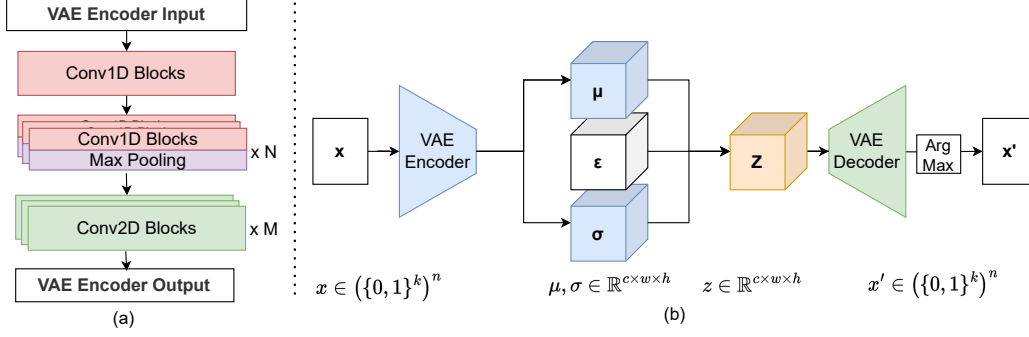 VAE Encoder Input
Conv1D Blocks
Conv1D Blocks
Max Pooling
x N
Conv2D Blocks
x M
VAE Encoder Output
(a)
x
VAE
Encoder
μ
ε
σ
Z
VAE
Decoder
Arg
Max
x'
x ∈ ({0, 1}^k)^n
μ, σ ∈ ℝ^{c×w×h}
z ∈ ℝ^{c×w×h}
x′ ∈ ({0, 1}^k)^n
(b)